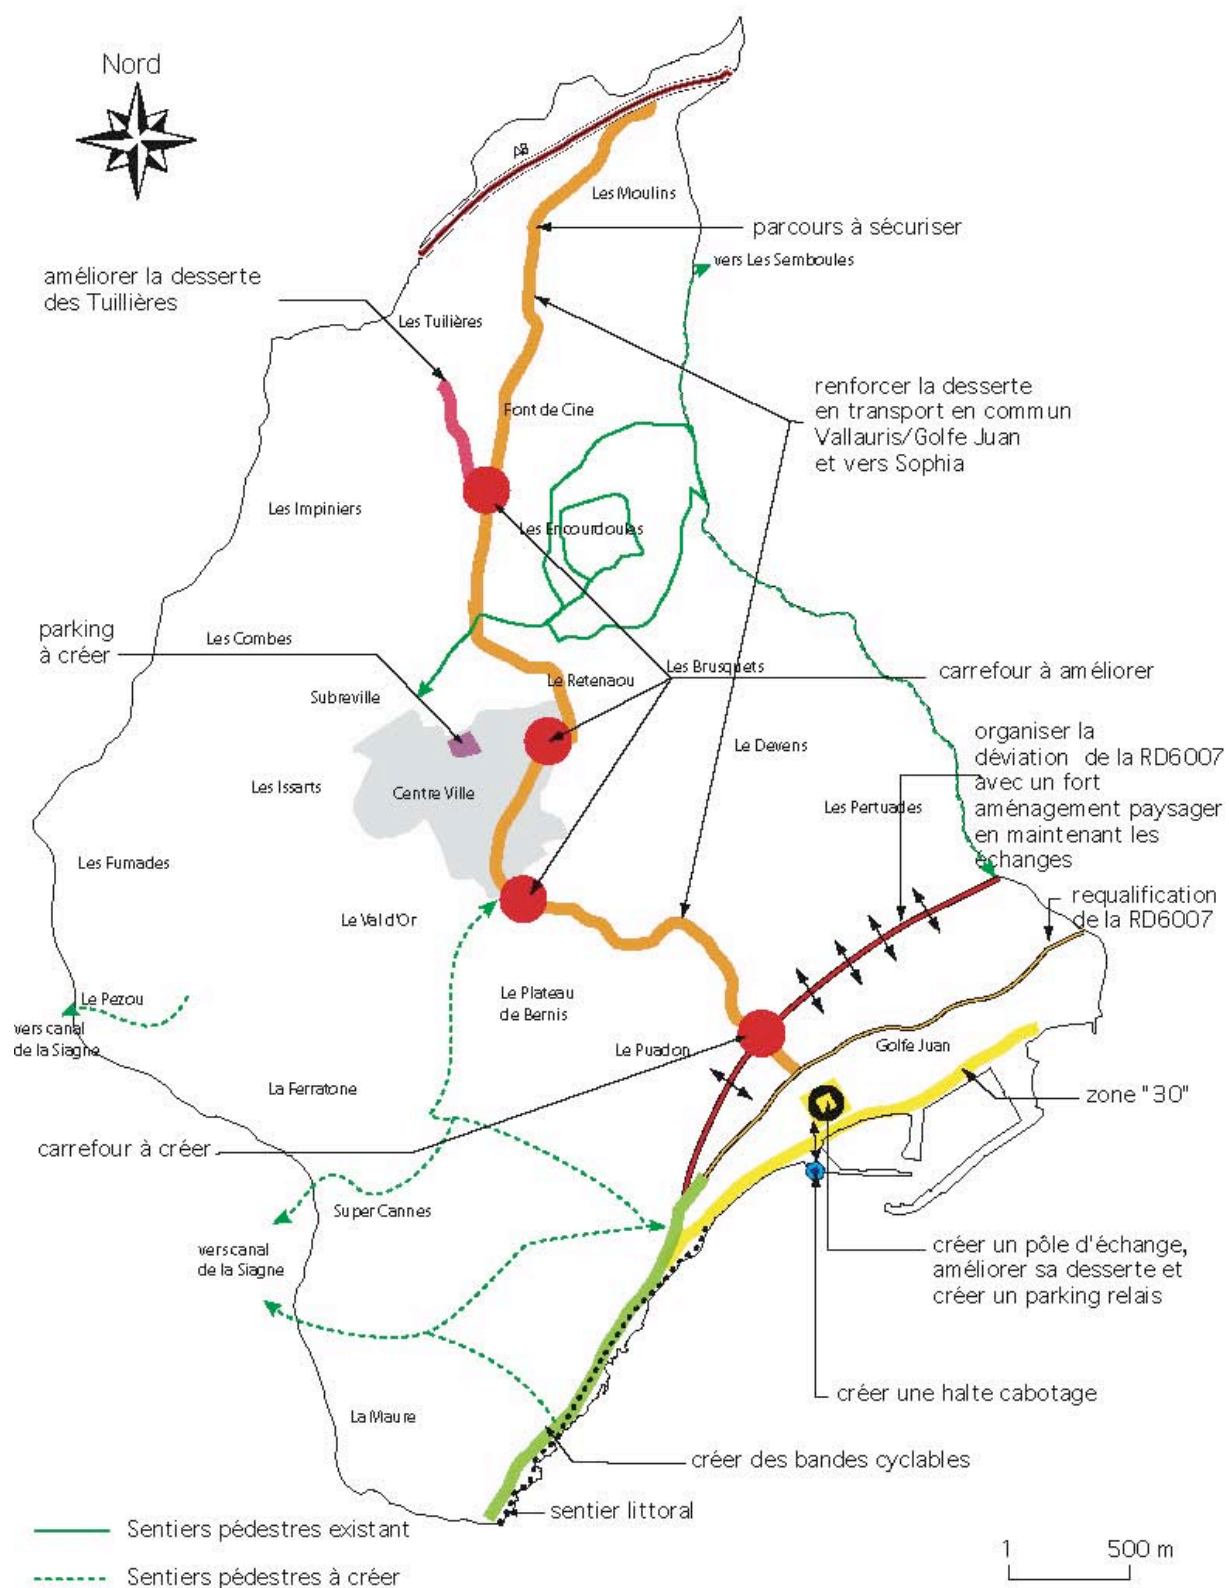 Nord
A8
Les Moulins
parcours à sécuriser
vers Les Semboules
améliorer la desserte
des Tuillières
Les Tuilières
renforcer la desserte
en transport en commun
Vallauris/Golfe Juan
et vers Sophia
Font de Cine
Les Impiniers
Les Encourdoules
parking
à créer
Les Combes
Les Brusquets
carrefour à améliorer
Le Retenaou
Subreville
organiser la
déviation de la RD6007
avec un fort
aménagement paysager
en maintenant les
échanges
Le Devens
Les Issarts
Centre Ville
Les Pertuades
Les Fumades
requalification
de la RD6007
Le Val d'Or
Le Pezou
vers canal
de la Siagne
Le Plateau
de Bernis
Le Puadon
Golfe Juan
La Ferratone
zone "30"
carrefour à créer
Super Cannes
vers canal
de la Siagne
créer un pôle d'échange,
améliorer sa desserte et
créer un parking relais
créer une halte cabotage
La Maure
créer des bandes cyclables
sentier littoral
Sentiers pédestres existant
Sentiers pédestres à créer
1 500 m